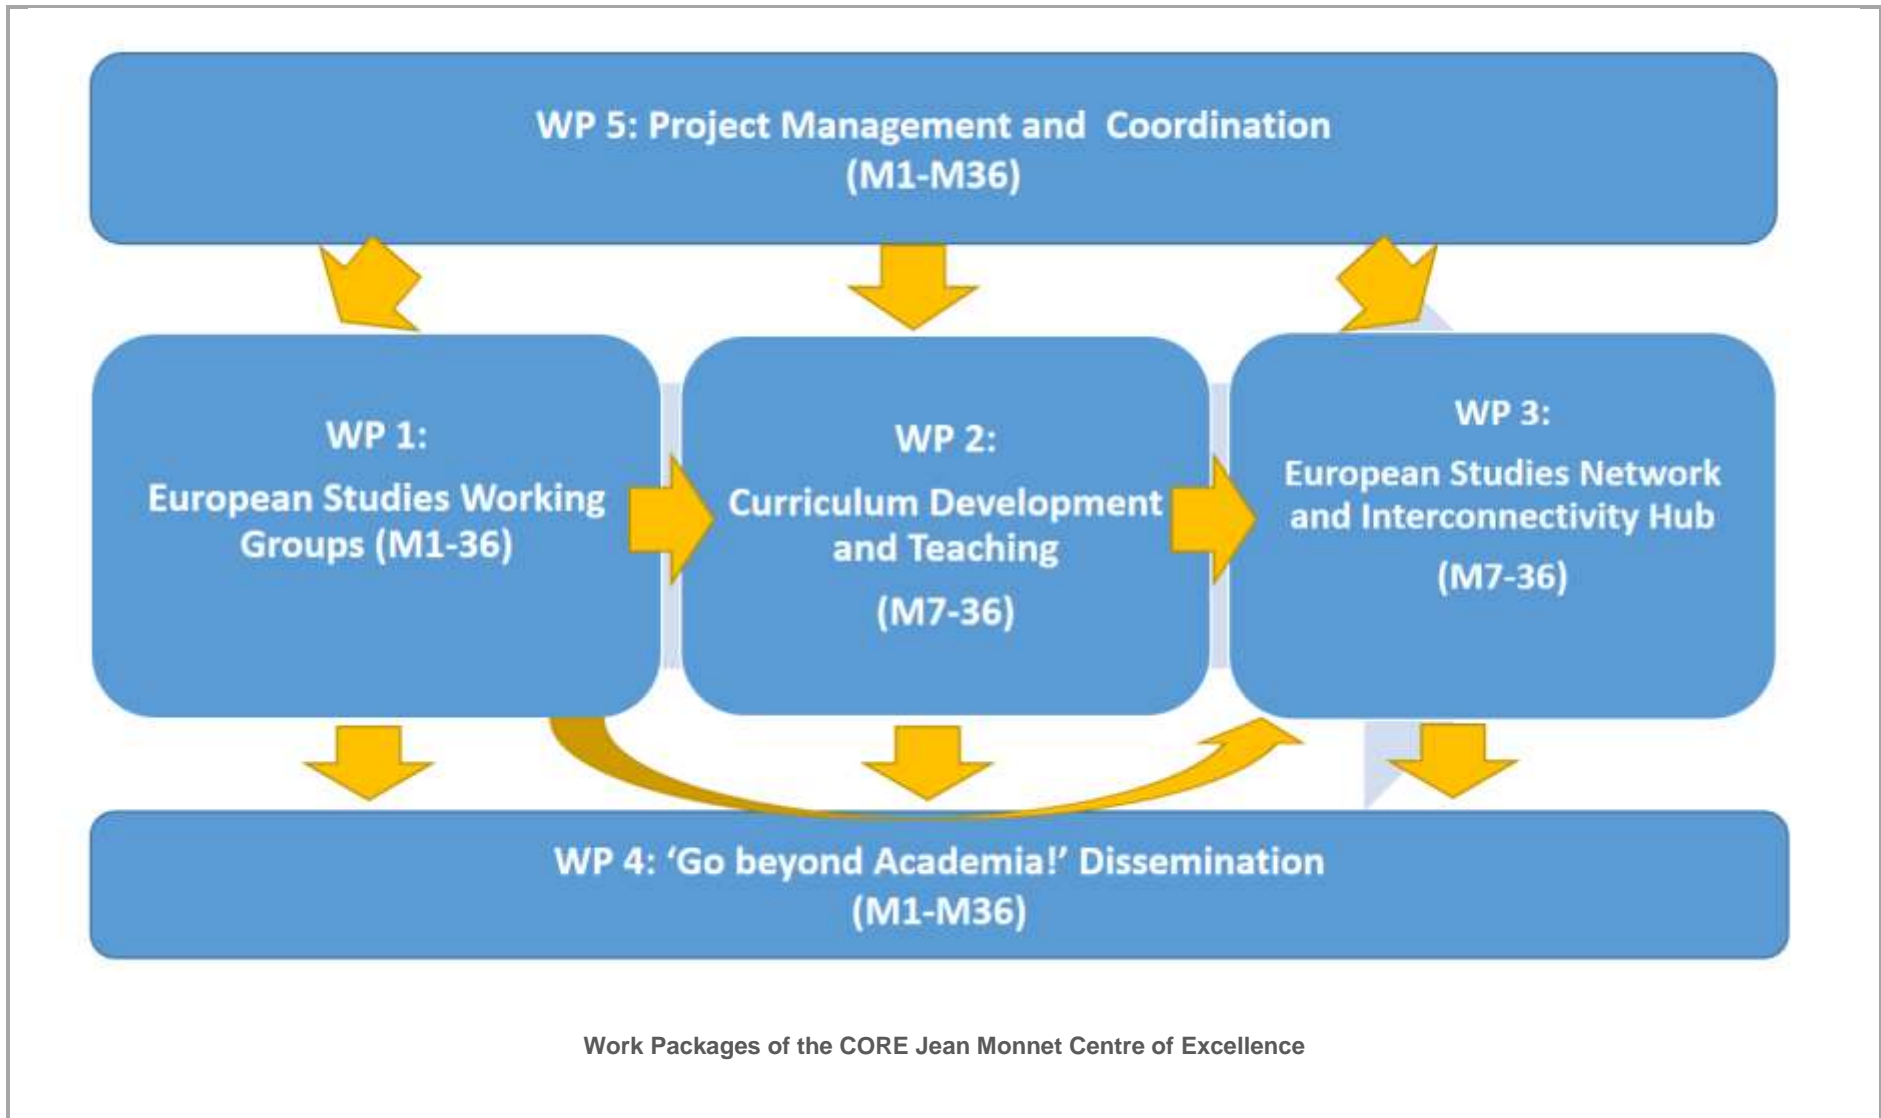 WP 5: Project Management and Coordination
(M1-M36)
WP 1:
European Studies Working
Groups (M1-36)
WP 2:
Curriculum Development
and Teaching
(M7-36)
WP 3:
European Studies Network
and Interconnectivity Hub
(M7-36)
WP 4: ‘Go beyond Academia!’ Dissemination
(M1-M36)
Work Packages of the CORE Jean Monnet Centre of Excellence